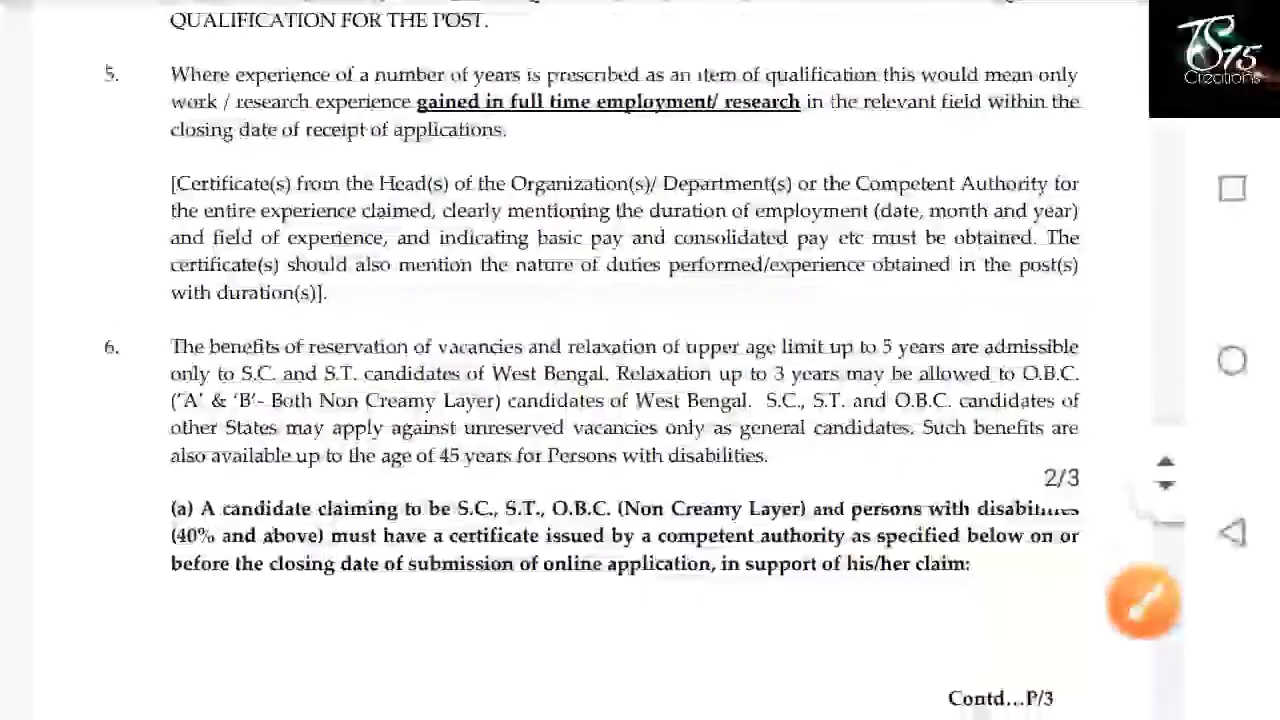 QUALIFICATION FOR THE POST.
TS75
Creations
5. Where experience of a number of years is prescribed as an item of qualification this would mean only
work / research experience gained in full time employment/ research in the relevant field within the
closing date of receipt of applications.
[Certificate(s) from the Head(s) of the Organization(s)/ Department(s) or the Competent Authority for
the entire experience claimed, clearly mentioning the duration of employment (date, month and year)
and field of experience, and indicating basic pay and consolidated pay etc must be obtained. The
certificate(s) should also mention the nature of duties performed/experience obtained in the post(s)
with duration(s)].
6. The benefits of reservation of vacancies and relaxation of upper age limit up to 5 years are admissible
only to S.C. and S.T. candidates of West Bengal. Relaxation up to 3 years may be allowed to O.B.C.
('A' & 'B'- Both Non Creamy Layer) candidates of West Bengal. S.C., S.T. and O.B.C. candidates of
other States may apply against unreserved vacancies only as general candidates. Such benefits are
also available up to the age of 45 years for Persons with disabilities.
2/3
(a) A candidate claiming to be S.C., S.T., O.B.C. (Non Creamy Layer) and persons with disabilities
(40% and above) must have a certificate issued by a competent authority as specified below on or
before the closing date of submission of online application, in support of his/her claim:
Contd...P/3